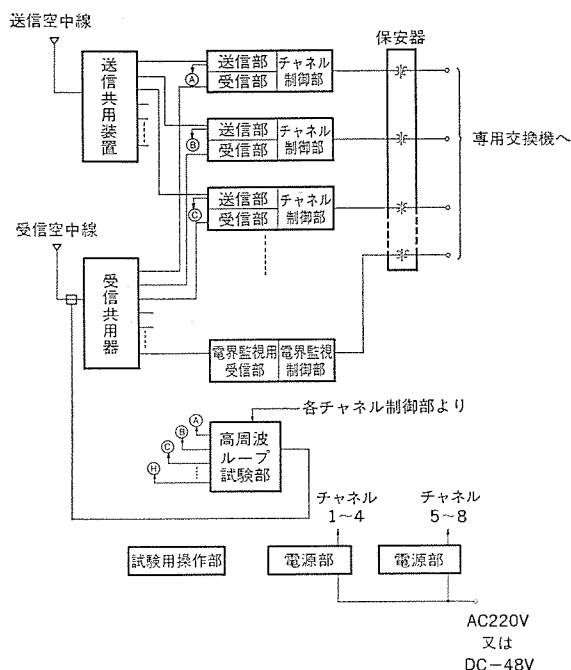 送信空中線
送信共用装置
送信部
受信部
チャネル
制御部
Ⓐ
送信部
受信部
チャネル
制御部
Ⓑ
送信部
受信部
チャネル
制御部
Ⓒ
保安器
専用交換機へ
受信空中線
受信共用器
電界監視用
受信部
電界監視
制御部
各チャネル制御部より
Ⓐ
Ⓑ
Ⓒ
Ⓗ
高周波
ループ
試験部
チャネル
1~4
チャネル
5~8
試験用操作部
電源部
電源部
AC220V
又は
DC-48V